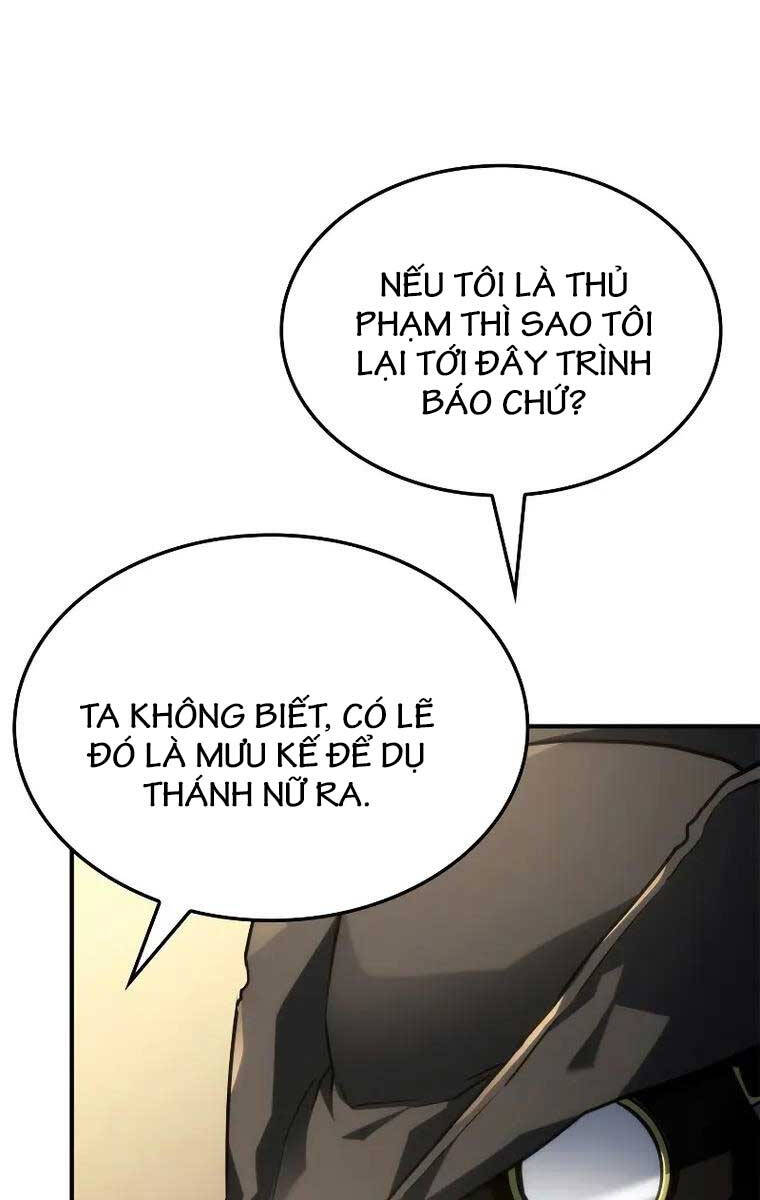 NẾU TÔI LÀ THỦ
PHẠM THÌ SAO TÔI
LẠI TỚI ĐÂY TRÌNH
BÁO CHỨ?
TA KHÔNG BIẾT, CÓ LẼ
ĐÓ LÀ MƯU KẾ ĐỂ DỤ
THÁNH NỮ RA.